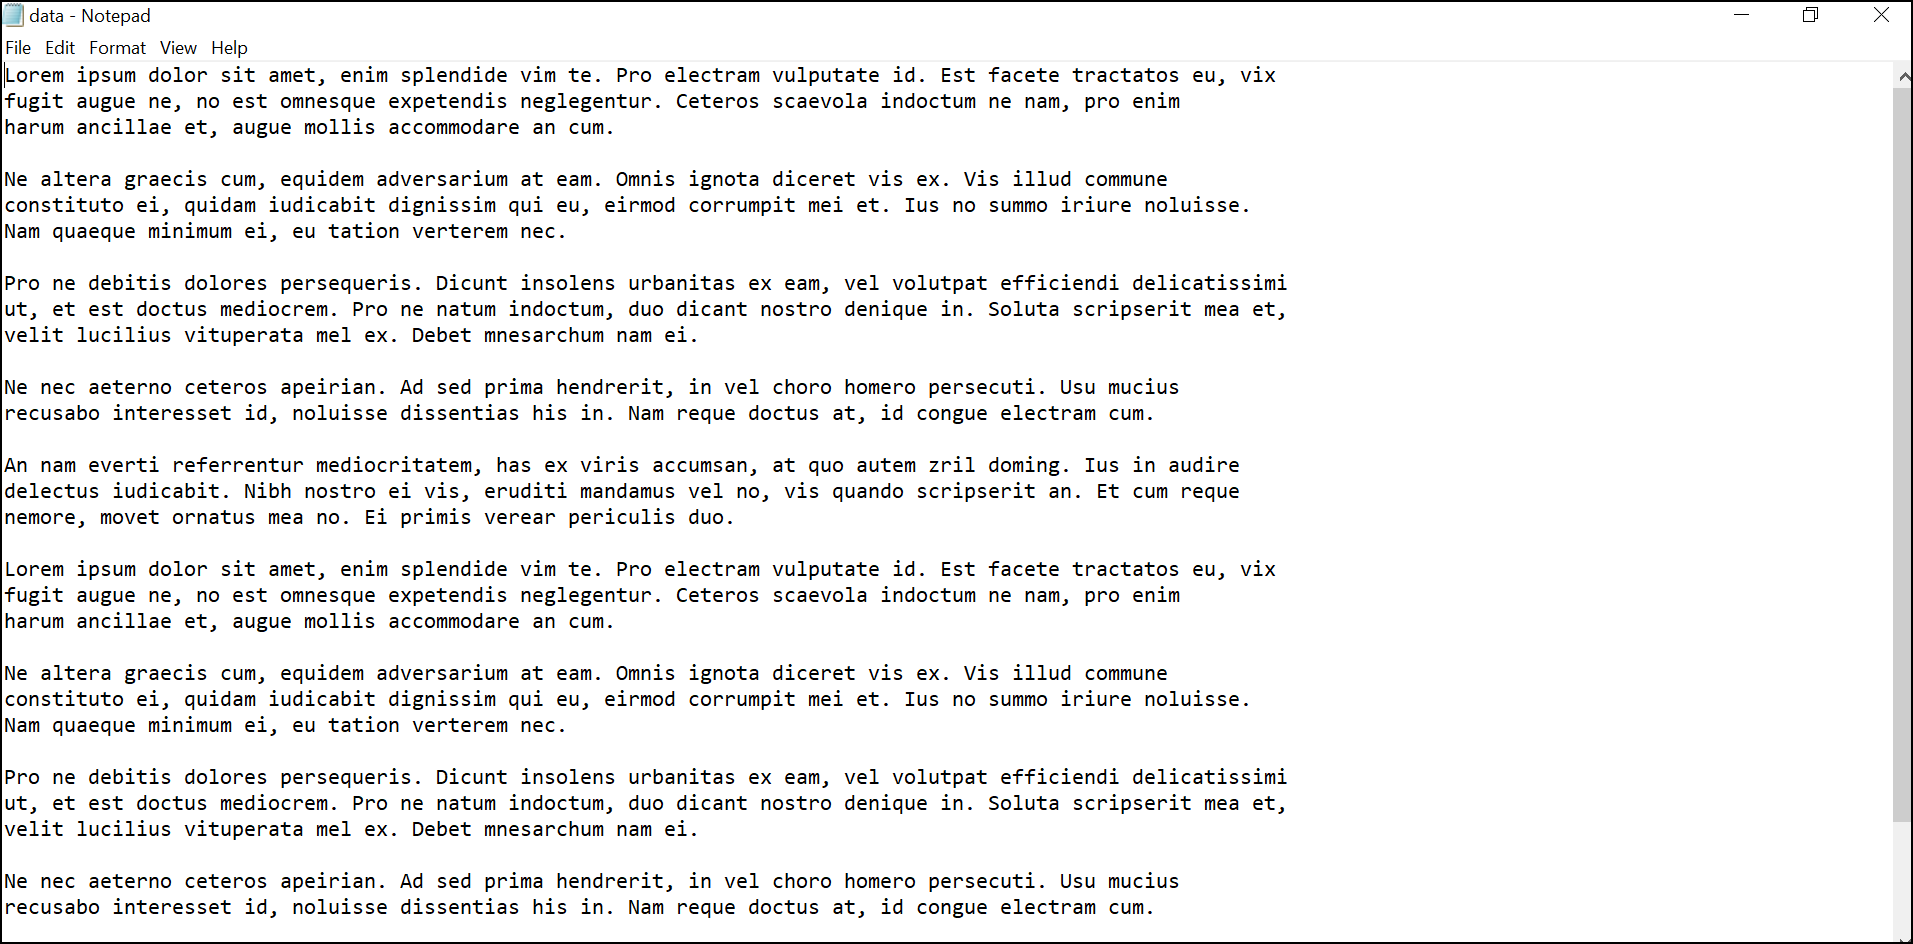 data - Notepad
File Edit Format View Help
Lorem ipsum dolor sit amet, enim splendide vim te. Pro electram vulputate id. Est facete tractatos eu, vix
fugit augue ne, no est omnesque expetendis neglegentur. Ceteros scaevola indoctum ne nam, pro enim
harum ancillae et, augue mollis accommodare an cum.

Ne altera graecis cum, equidem adversarium at eam. Omnis ignota diceret vis ex. Vis illud commune
constituto ei, quidam iudicabit dignissim qui eu, eirmod corrumpit mei et. Ius no summo iriure noluisse.
Nam quaeque minimum ei, eu tation verterem nec.

Pro ne debitis dolores persequeris. Dicunt insolens urbanitas ex eam, vel volutpat efficiendi delicatissimi
ut, et est doctus mediocrem. Pro ne natum indoctum, duo dicant nostro denique in. Soluta scripserit mea et,
velit lucilius vituperata mel ex. Debet mnesarchum nam ei.

Ne nec aeterno ceteros apeirian. Ad sed prima hendrerit, in vel choro homero persecuti. Usu mucius
recusabo interesset id, noluisse dissentias his in. Nam reque doctus at, id congue electram cum.

An nam everti referrentur mediocritatem, has ex viris accumsan, at quo autem zril doming. Ius in audire
delectus iudicabit. Nibh nostro ei vis, eruditi mandamus vel no, vis quando scripserit an. Et cum reque
nemore, movet ornatus mea no. Ei primis verear periculis duo.

Lorem ipsum dolor sit amet, enim splendide vim te. Pro electram vulputate id. Est facete tractatos eu, vix
fugit augue ne, no est omnesque expetendis neglegentur. Ceteros scaevola indoctum ne nam, pro enim
harum ancillae et, augue mollis accommodare an cum.

Ne altera graecis cum, equidem adversarium at eam. Omnis ignota diceret vis ex. Vis illud commune
constituto ei, quidam iudicabit dignissim qui eu, eirmod corrumpit mei et. Ius no summo iriure noluisse.
Nam quaeque minimum ei, eu tation verterem nec.

Pro ne debitis dolores persequeris. Dicunt insolens urbanitas ex eam, vel volutpat efficiendi delicatissimi
ut, et est doctus mediocrem. Pro ne natum indoctum, duo dicant nostro denique in. Soluta scripserit mea et,
velit lucilius vituperata mel ex. Debet mnesarchum nam ei.

Ne nec aeterno ceteros apeirian. Ad sed prima hendrerit, in vel choro homero persecuti. Usu mucius
recusabo interesset id, noluisse dissentias his in. Nam reque doctus at, id congue electram cum.